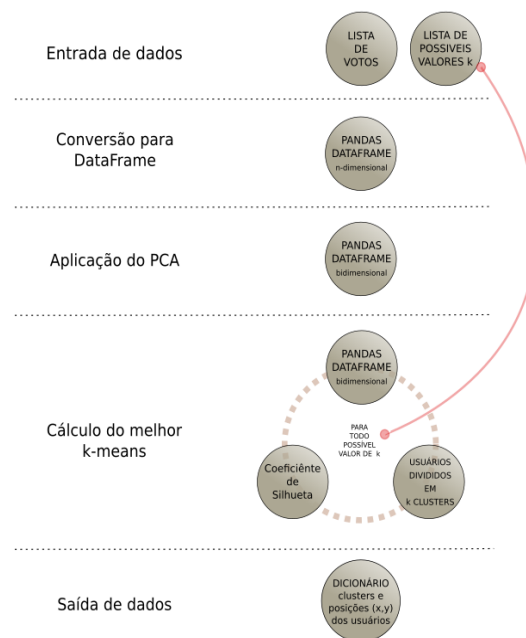 Entrada de dados
LISTA
DE
VOTOS
LISTA DE
POSSIVEIS
VALORES k
Conversão para
DataFrame
PANDAS
DATAFRAME
n-dimensional
Aplicação do PCA
PANDAS
DATAFRAME
bidimensional
Cálculo do melhor
k-means
PANDAS
DATAFRAME
bidimensional
PARA
TODO
POSSÍVEL
VALOR DE k
Coeficiênte
de
Silhueta
USUÁRIOS
DIVIDIDOS
EM
k CLUSTERS
Saída de dados
DICIONÁRIO
clusters e
posições (x,y)
dos usuários